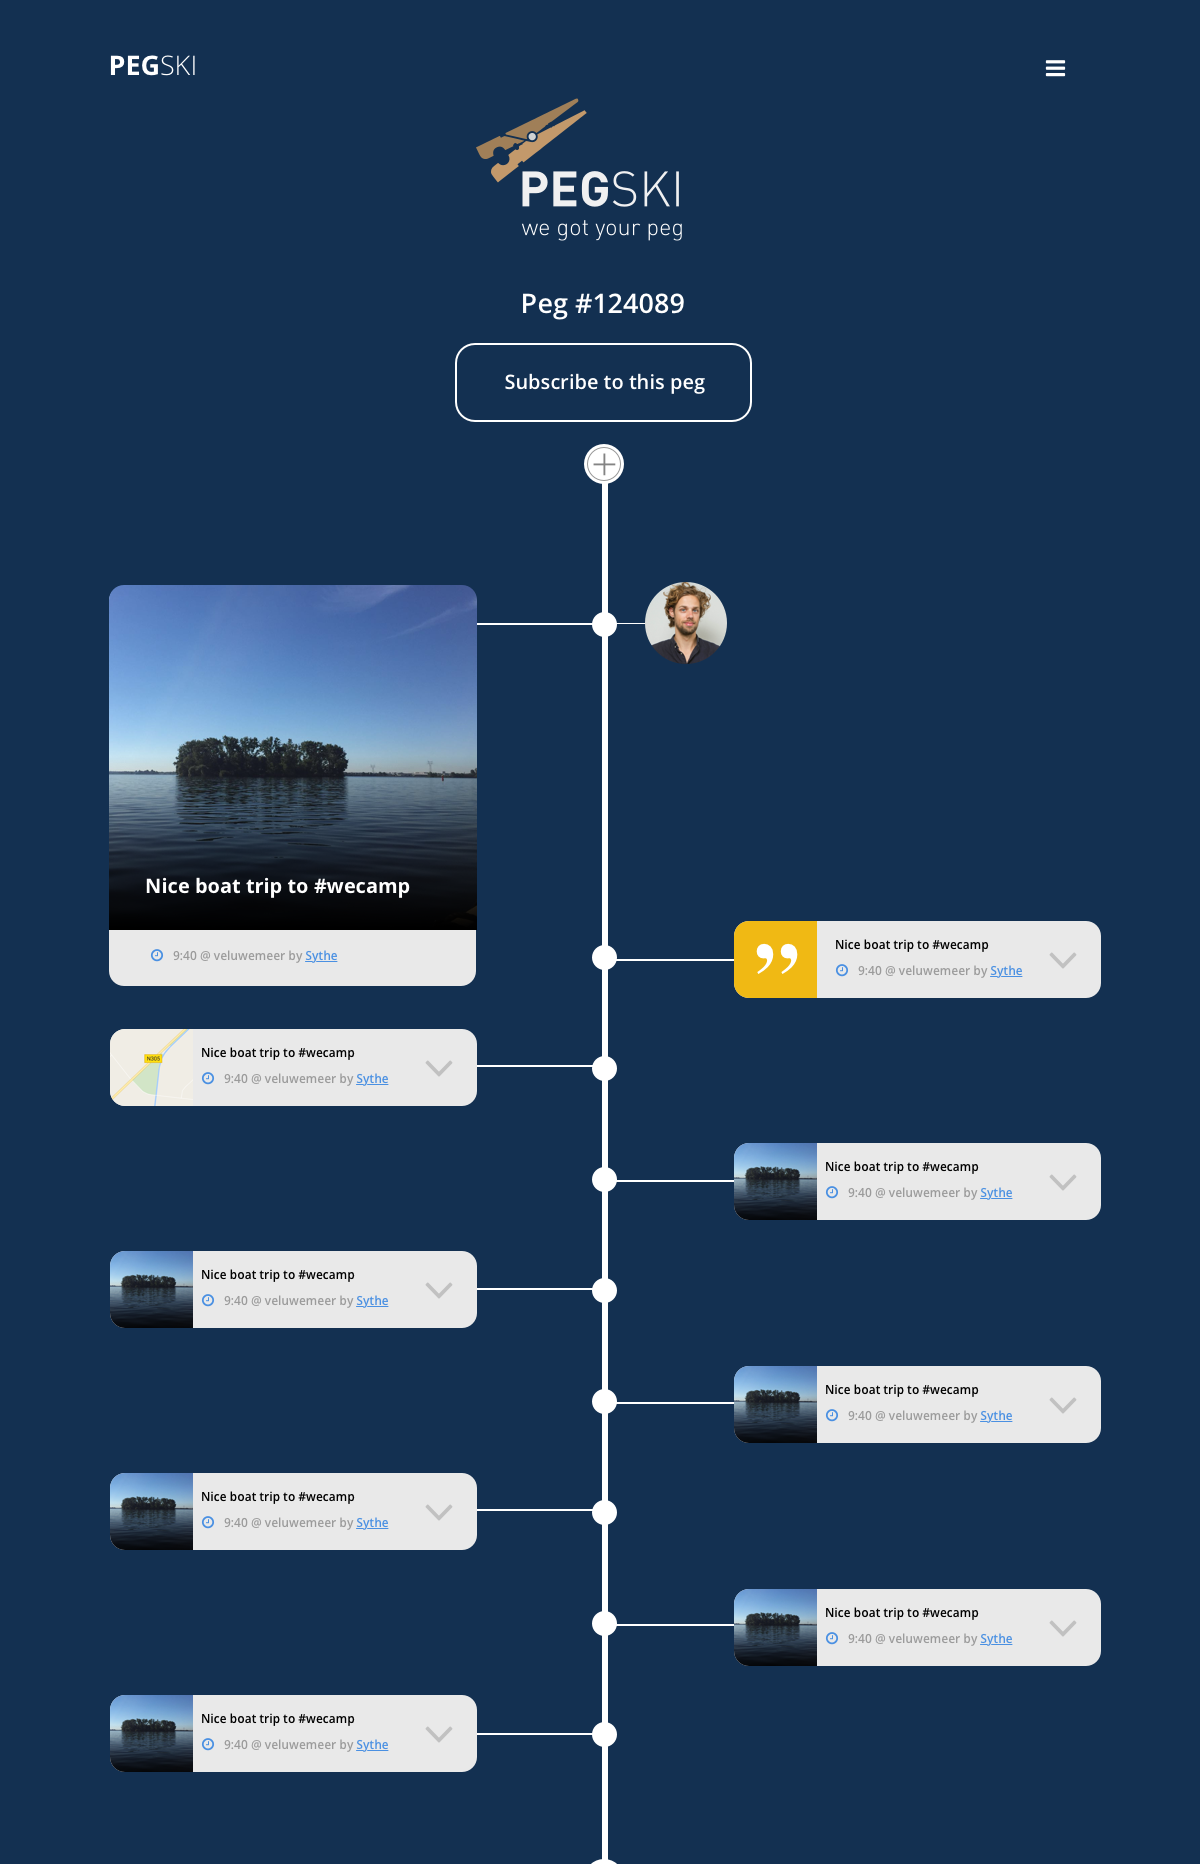 PEGSKI
PEGSKI
we got your peg
Peg #124089
Subscribe to this peg
Nice boat trip to #wecamp
9:40 @ veluwemeer by Sythe
Nice boat trip to #wecamp
9:40 @ veluwemeer by Sythe
N305
Nice boat trip to #wecamp
9:40 @ veluwemeer by Sythe
Nice boat trip to #wecamp
9:40 @ veluwemeer by Sythe
Nice boat trip to #wecamp
9:40 @ veluwemeer by Sythe
Nice boat trip to #wecamp
9:40 @ veluwemeer by Sythe
Nice boat trip to #wecamp
9:40 @ veluwemeer by Sythe
Nice boat trip to #wecamp
9:40 @ veluwemeer by Sythe
Nice boat trip to #wecamp
9:40 @ veluwemeer by Sythe